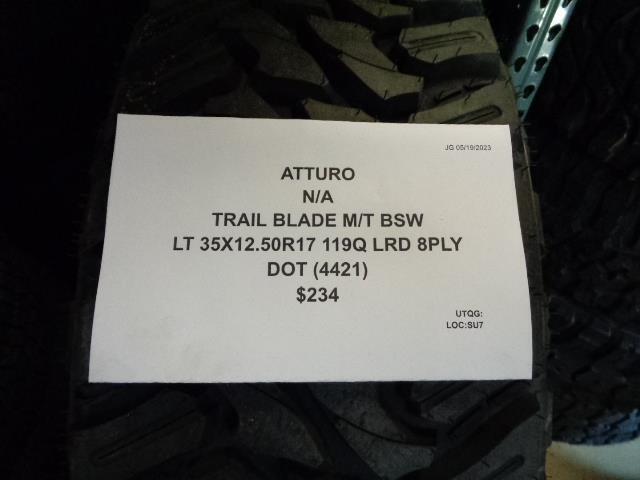 JG 05/19/2023
ATTURO
N/A
TRAIL BLADE M/T BSW
LT 35X12.50R17 119Q LRD 8PLY
DOT (4421)
$234
UTQG:
LOC:SU7